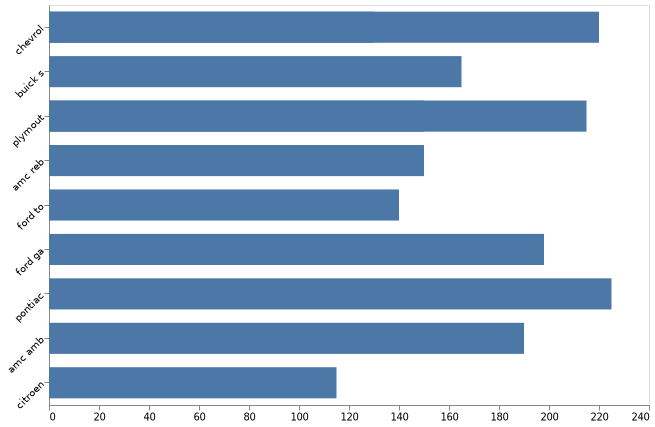 chevrol
buick s
plymout
amc reb
ford to
ford ga
pontiac
amc amb
citroen
0 20 40 60 80 100 120 140 160 180 200 220 240